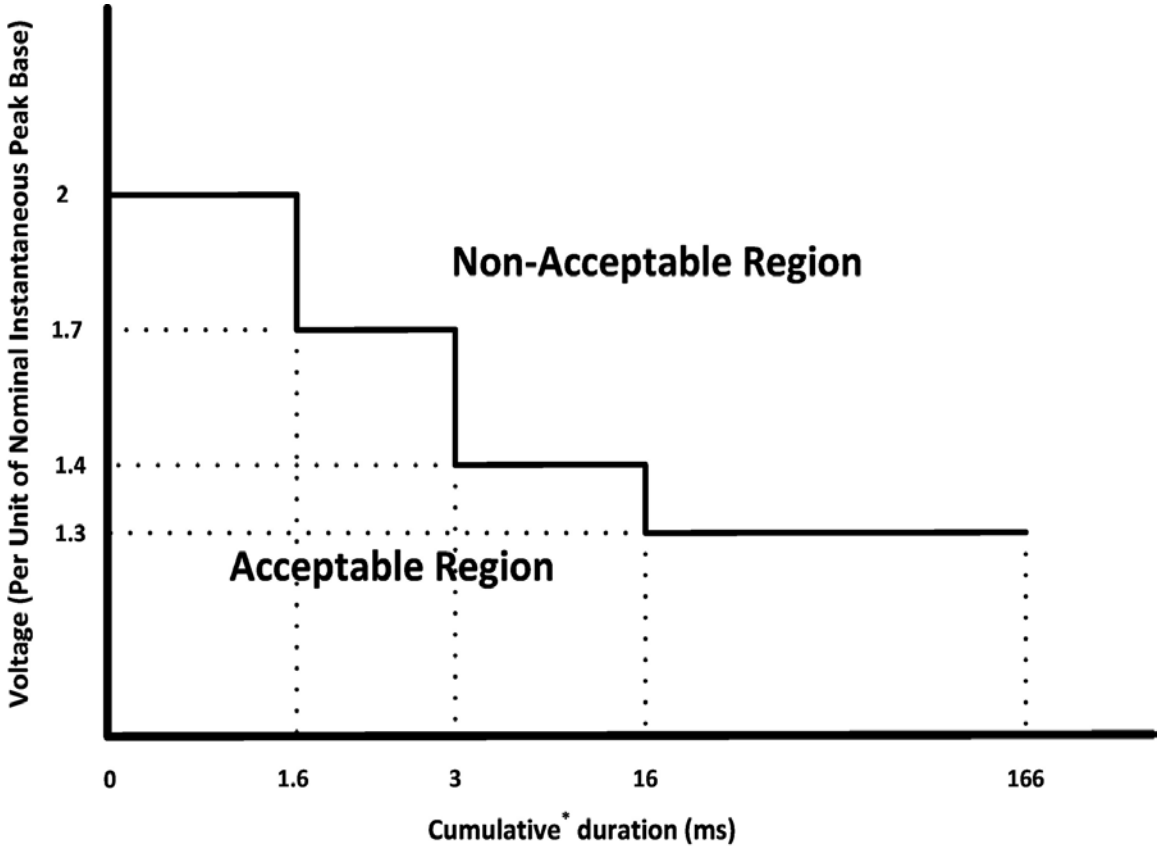 Voltage (Per Unit of Nominal Instantaneous Peak Base)
2
Non-Acceptable Region
1.7
1.4
1.3
Acceptable Region
0 1.6 3 16 166
Cumulative* duration (ms)